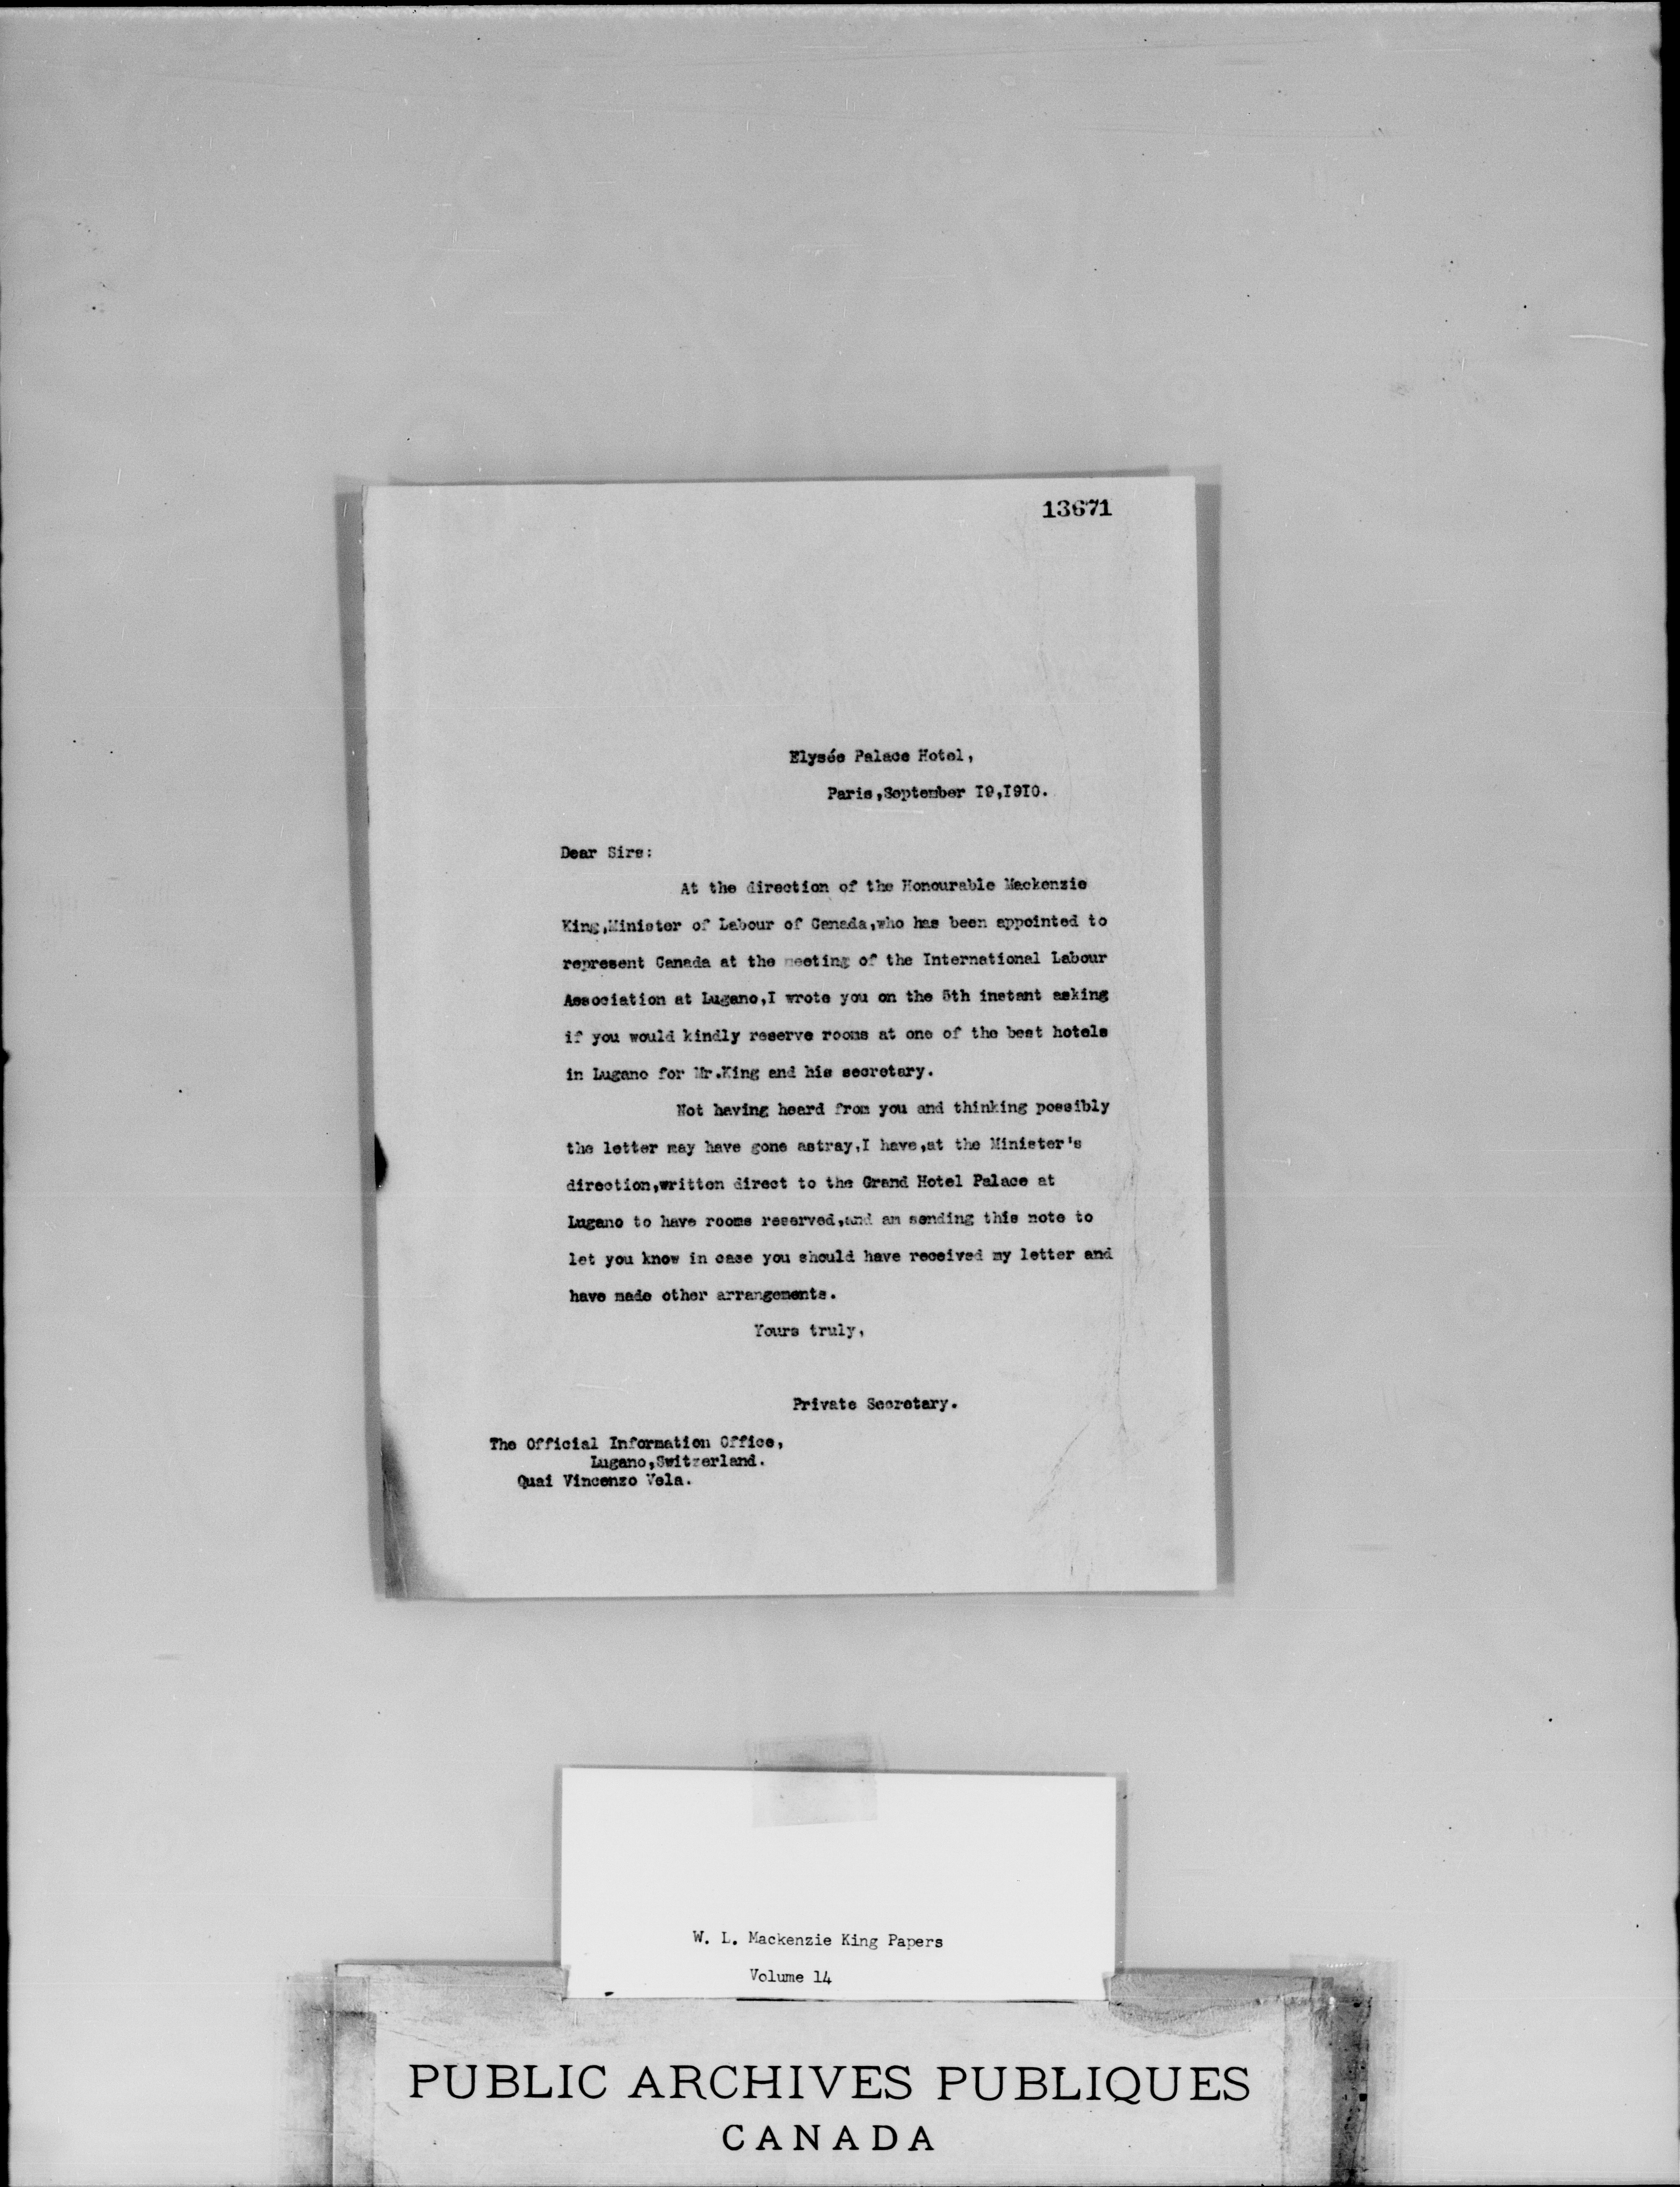 13671
Elysée Palace Hotel,
Paris,September I9,I9I0.
Dear Sirs:
At the direction of the Honourable Mackenzie
King,Minister of Labour of Canada,who has been appointed to
represent Canada at the meeting of the International Labour
Association at Lugano,I wrote you on the 5th instant asking
if you would kindly reserve rooms at one of the best hotels
in Lugano for Mr.King and his secretary.
Not having heard from you and thinking possibly
the letter may have gone astray,I have,at the Minister's
direction,written direct to the Grand Hotel Palace at
Lugano to have rooms reserved,and am sending this note to
let you know in case you should have received my letter and
have made other arrangements.
Yours truly,
Private Secretary.
The Official Information Office,
Lugano,Switzerland.
Quai Vincenzo Vela.
W. L. Mackenzie King Papers
Volume 14
PUBLIC ARCHIVES PUBLIQUES
CANADA